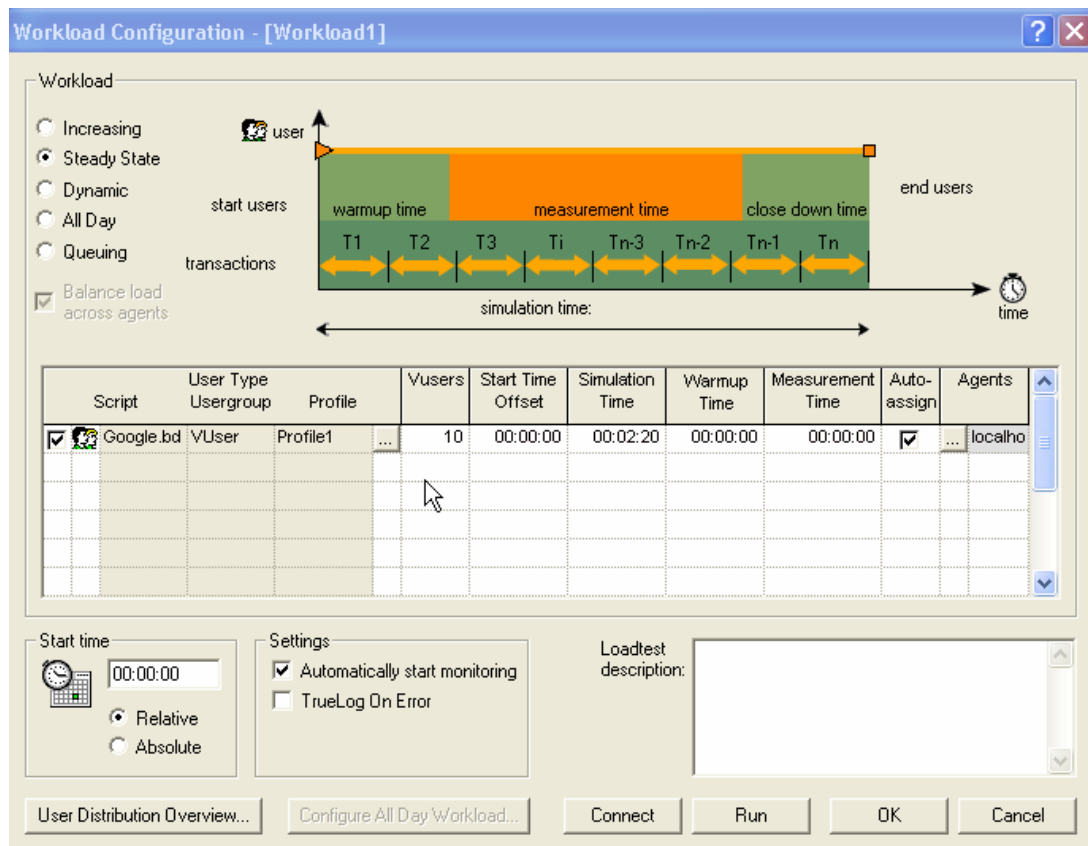 Workload Configuration - [Workload1]
Workload
Increasing
Steady State
Dynamic
All Day
Queuing
Balance load
across agents
user
start users
end users
warmup time
measurement time
close down time
T1 T2 T3 Ti Tn-3 Tn-2 Tn-1 Tn
transactions
simulation time:
time
Script
User Type
Usergroup
Profile
Vusers
Start Time
Offset
Simulation
Time
Warmup
Time
Measurement
Time
Auto-
assign
Agents
Google.bd VUser Profile1 ... 10 00:00:00 00:02:20 00:00:00 00:00:00 ... localho
Start time
00:00:00
Relative
Absolute
Settings
Automatically start monitoring
TrueLog On Error
Loadtest
description:
User Distribution Overview...
Configure All Day Workload...
Connect
Run
OK
Cancel